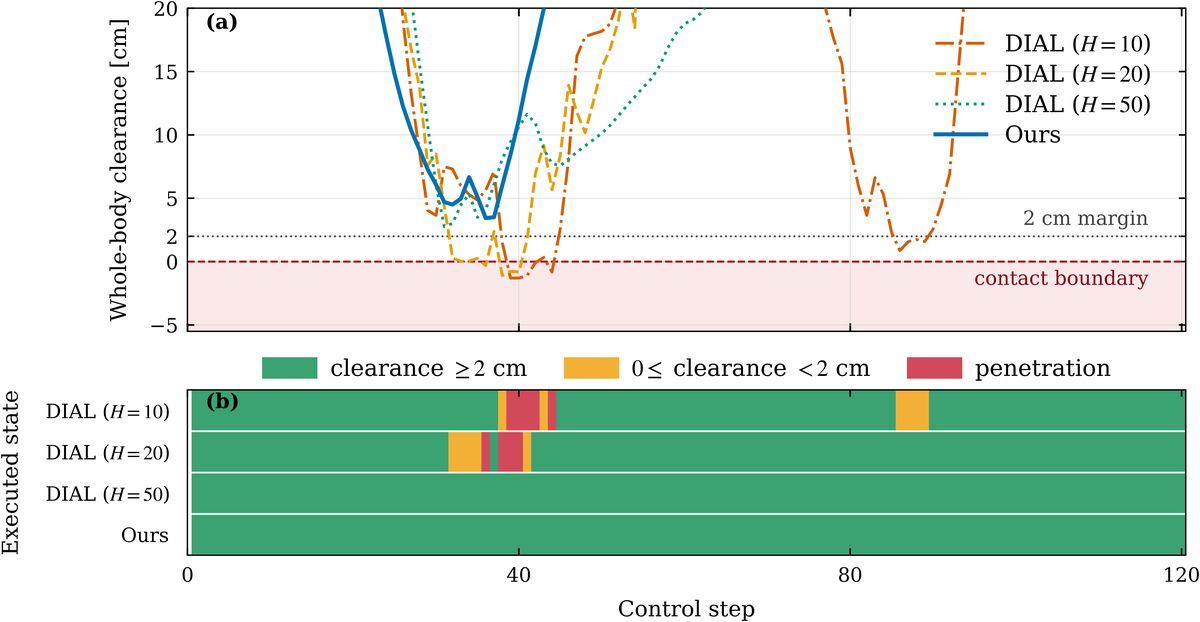 (a)
Whole-body clearance [cm]
20
15
10
5
2
0
−5
DIAL (H=10)
DIAL (H=20)
DIAL (H=50)
Ours
2 cm margin
contact boundary
clearance ≥2 cm
0≤ clearance <2 cm
penetration
(b)
Executed state
DIAL (H=10)
DIAL (H=20)
DIAL (H=50)
Ours
0
40
80
120
Control step